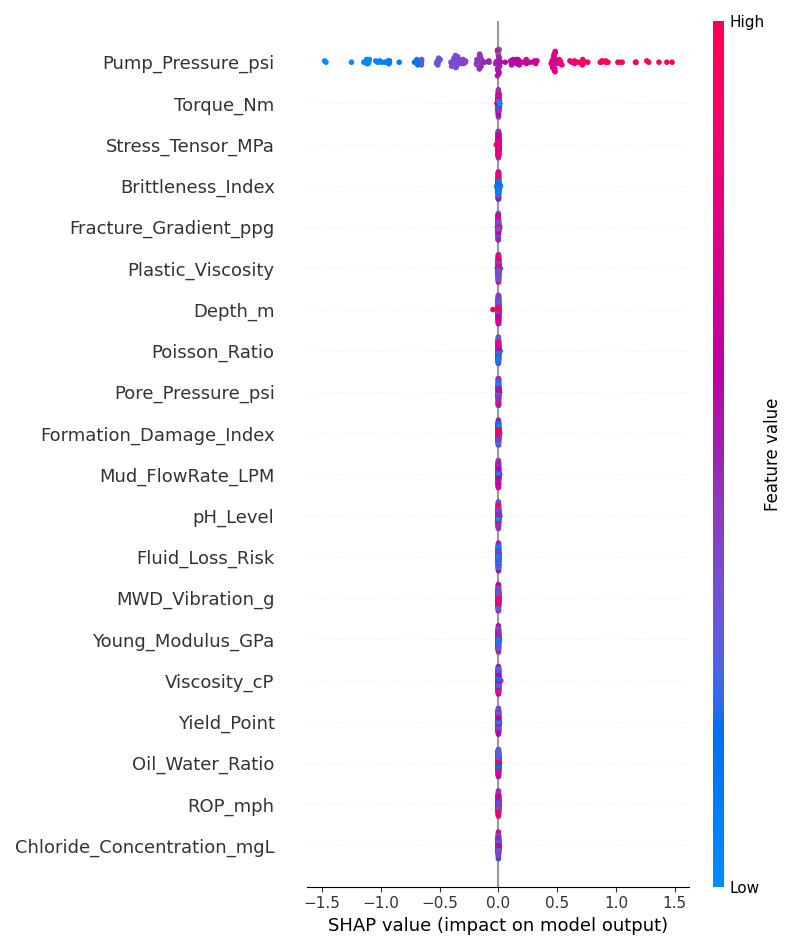 High
Pump_Pressure_psi
Torque_Nm
Stress_Tensor_MPa
Brittleness_Index
Fracture_Gradient_ppg
Plastic_Viscosity
Depth_m
Poisson_Ratio
Pore_Pressure_psi
Formation_Damage_Index
Mud_FlowRate_LPM
pH_Level
Fluid_Loss_Risk
MWD_Vibration_g
Young_Modulus_GPa
Viscosity_cP
Yield_Point
Oil_Water_Ratio
ROP_mph
Chloride_Concentration_mgL
Feature value
Low
−1.5 −1.0 −0.5 0.0 0.5 1.0 1.5
SHAP value (impact on model output)